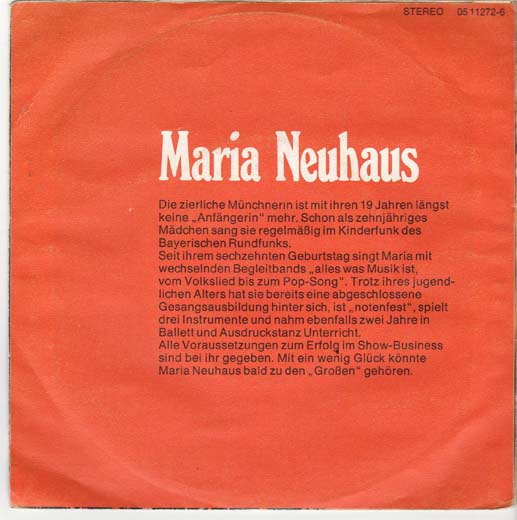 STEREO 05 11272-6
Maria Neuhaus
Die zierliche Münchnerin ist mit ihren 19 Jahren längst
keine „Anfängerin” mehr. Schon als zehnjähriges
Mädchen sang sie regelmäßig im Kinderfunk des
Bayerischen Rundfunks.
Seit ihrem sechzehnten Geburtstag singt Maria mit
wechselnden Begleitbands „alles was Musik ist,
vom Volkslied bis zum Pop-Song”. Trotz ihres jugend-
lichen Alters hat sie bereits eine abgeschlossene
Gesangsausbildung hinter sich, ist „notenfest”, spielt
drei Instrumente und nahm ebenfalls zwei Jahre in
Ballett und Ausdruckstanz Unterricht.
Alle Voraussetzungen zum Erfolg im Show-Business
sind bei ihr gegeben. Mit ein wenig Glück könnte
Maria Neuhaus bald zu den „Großen” gehören.